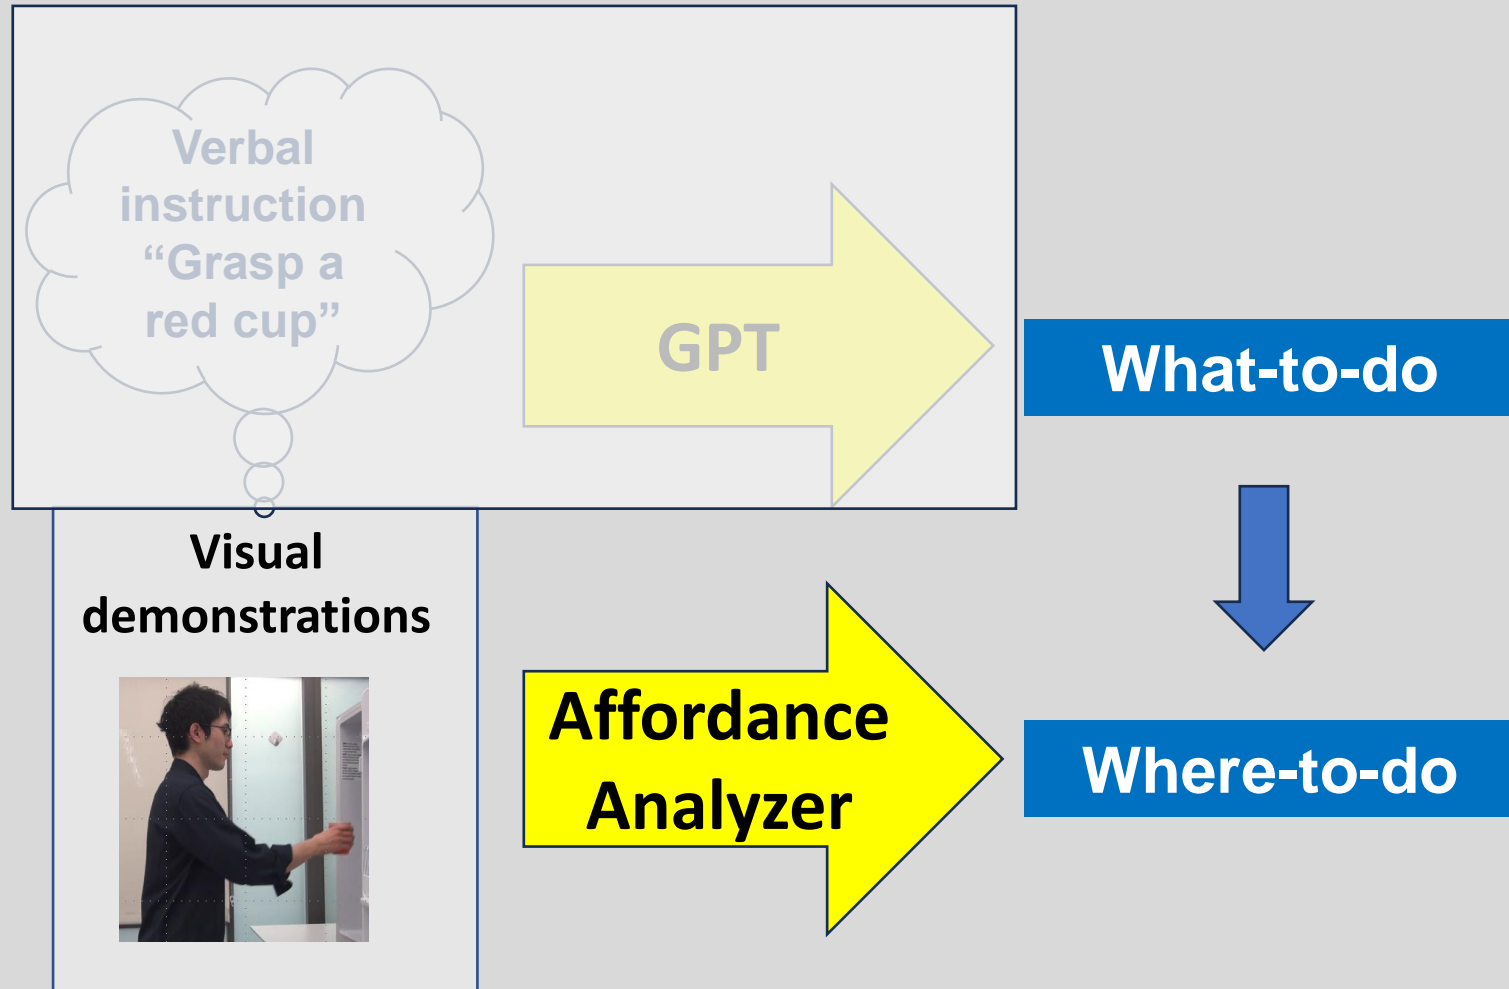 Verbal
instruction
“Grasp a
red cup”
GPT
What-to-do
Visual
demonstrations
Affordance
Analyzer
Where-to-do